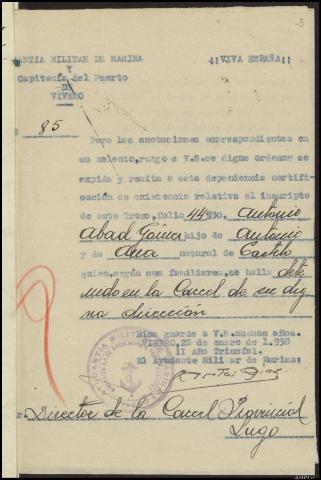 -3
ANTIA MILITAR DE MARINA ¡¡VIVA ESPAÑA!!
Y
Capitacía del Puerto
DE
VIVERO
85
Para las anotaciones correspondientes en
su asiento, ruego a V.S. se digne ordenar se
expida y remita a esta dependencia certifi-
cación de existencia relativa al inscripto
de este Trozo, folio 44/930, Antonio
Abad hijo de Antonio
y de Ana natural de Castelo
quien según sus familiares, se halla dete
nido en la Carcel de su dig
na dirección
Dios guarde a V.S. muchos años.
VIVERO, 28 de enero de 1.938
II Año Triunfal.
El Ayudante Militar de Marina:
Director de la Carcel Provincial
Lugo